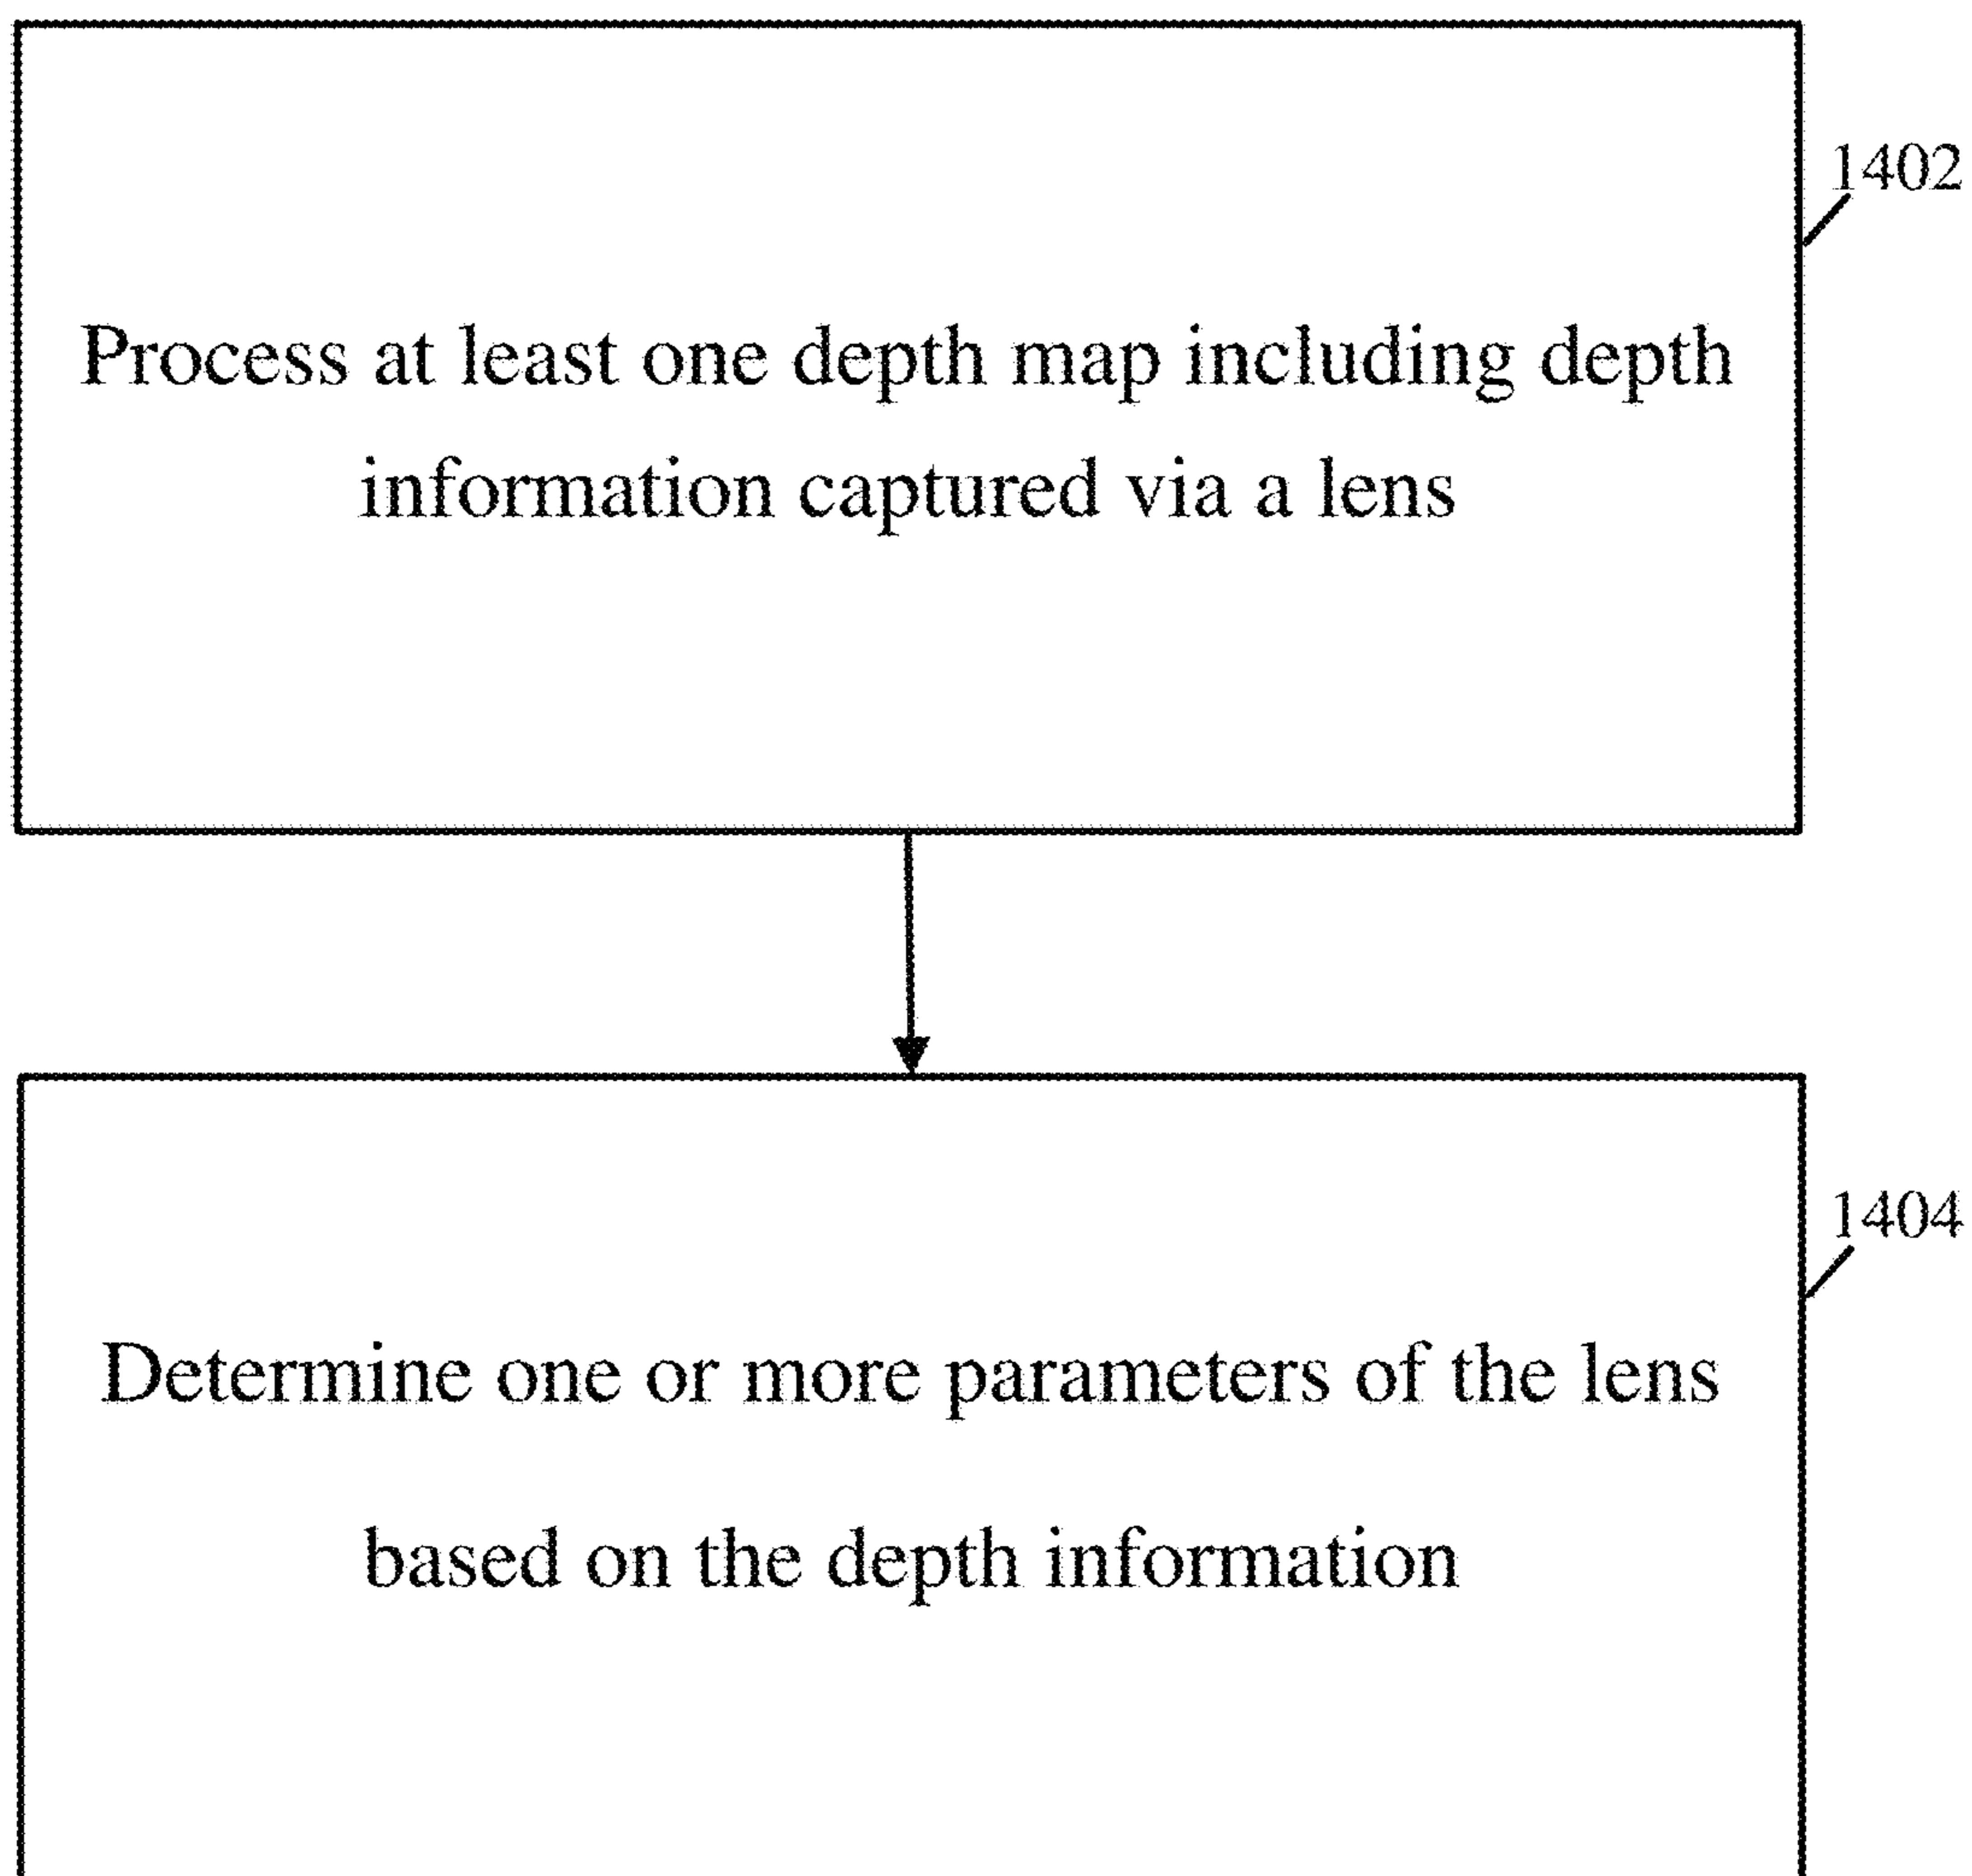 1402
Process at least one depth map including depth
information captured via a lens
1404
Determine one or more parameters of the lens
based on the depth information